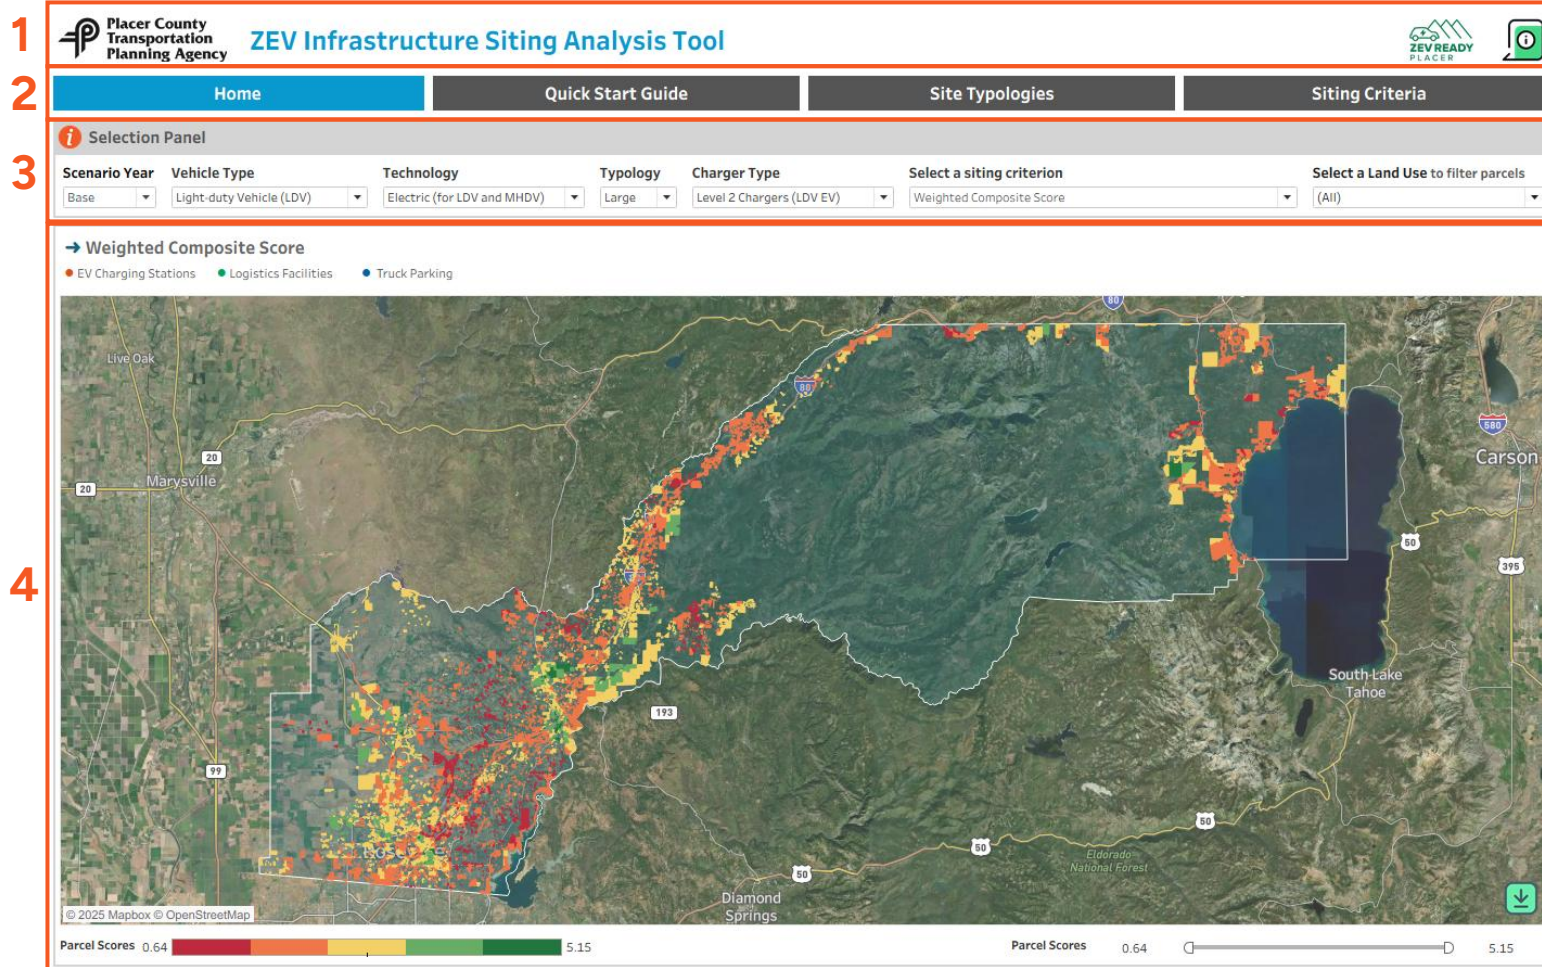 1
Placer County
Transportation
Planning Agency
ZEV Infrastructure Siting Analysis Tool
ZEV READY
PLACER
2
Home
Quick Start Guide
Site Typologies
Siting Criteria
3
Selection Panel
Scenario Year
Vehicle Type
Technology
Typology
Charger Type
Select a siting criterion
Select a Land Use to filter parcels
Base
Light-duty Vehicle (LDV)
Electric (for LDV and MHDV)
Large
Level 2 Chargers (LDV EV)
Weighted Composite Score
(All)
4
→ Weighted Composite Score
EV Charging Stations
Logistics Facilities
Truck Parking
80
Live Oak
80
580
20
Carson
Marysville
20
50
395
South Lake
Tahoe
193
99
50
50
Eldorado
National Forest
50
Diamond
Springs
© 2025 Mapbox © OpenStreetMap
Parcel Scores 0.64
5.15
Parcel Scores 0.64
5.15